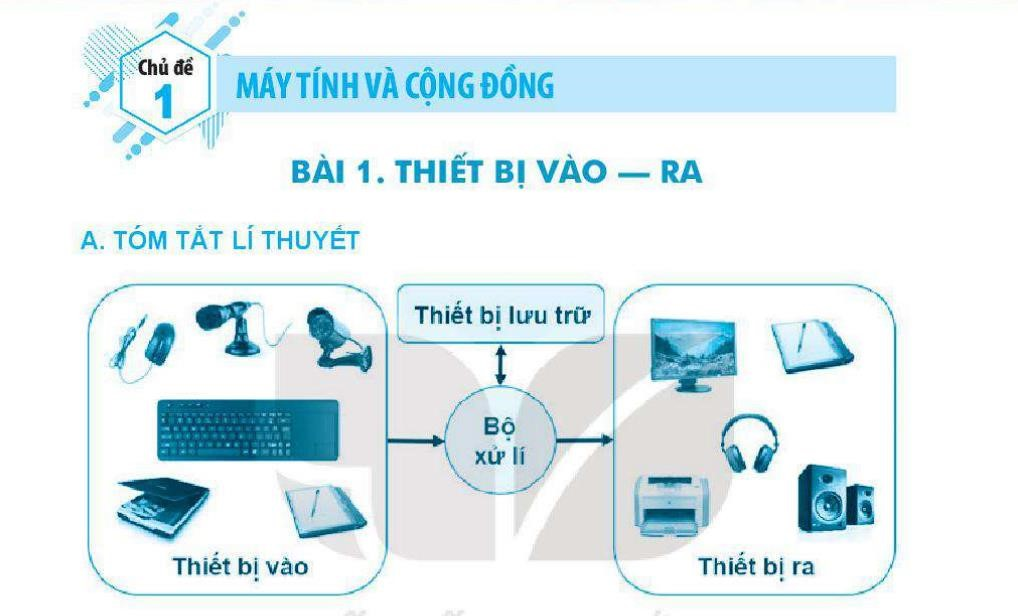 Chủ đề
1
MÁY TÍNH VÀ CỘNG ĐỒNG
BÀI 1. THIẾT BỊ VÀO — RA
A. TÓM TẮT LÍ THUYẾT
Thiết bị lưu trữ
Bộ
xử lí
Thiết bị vào
Thiết bị ra